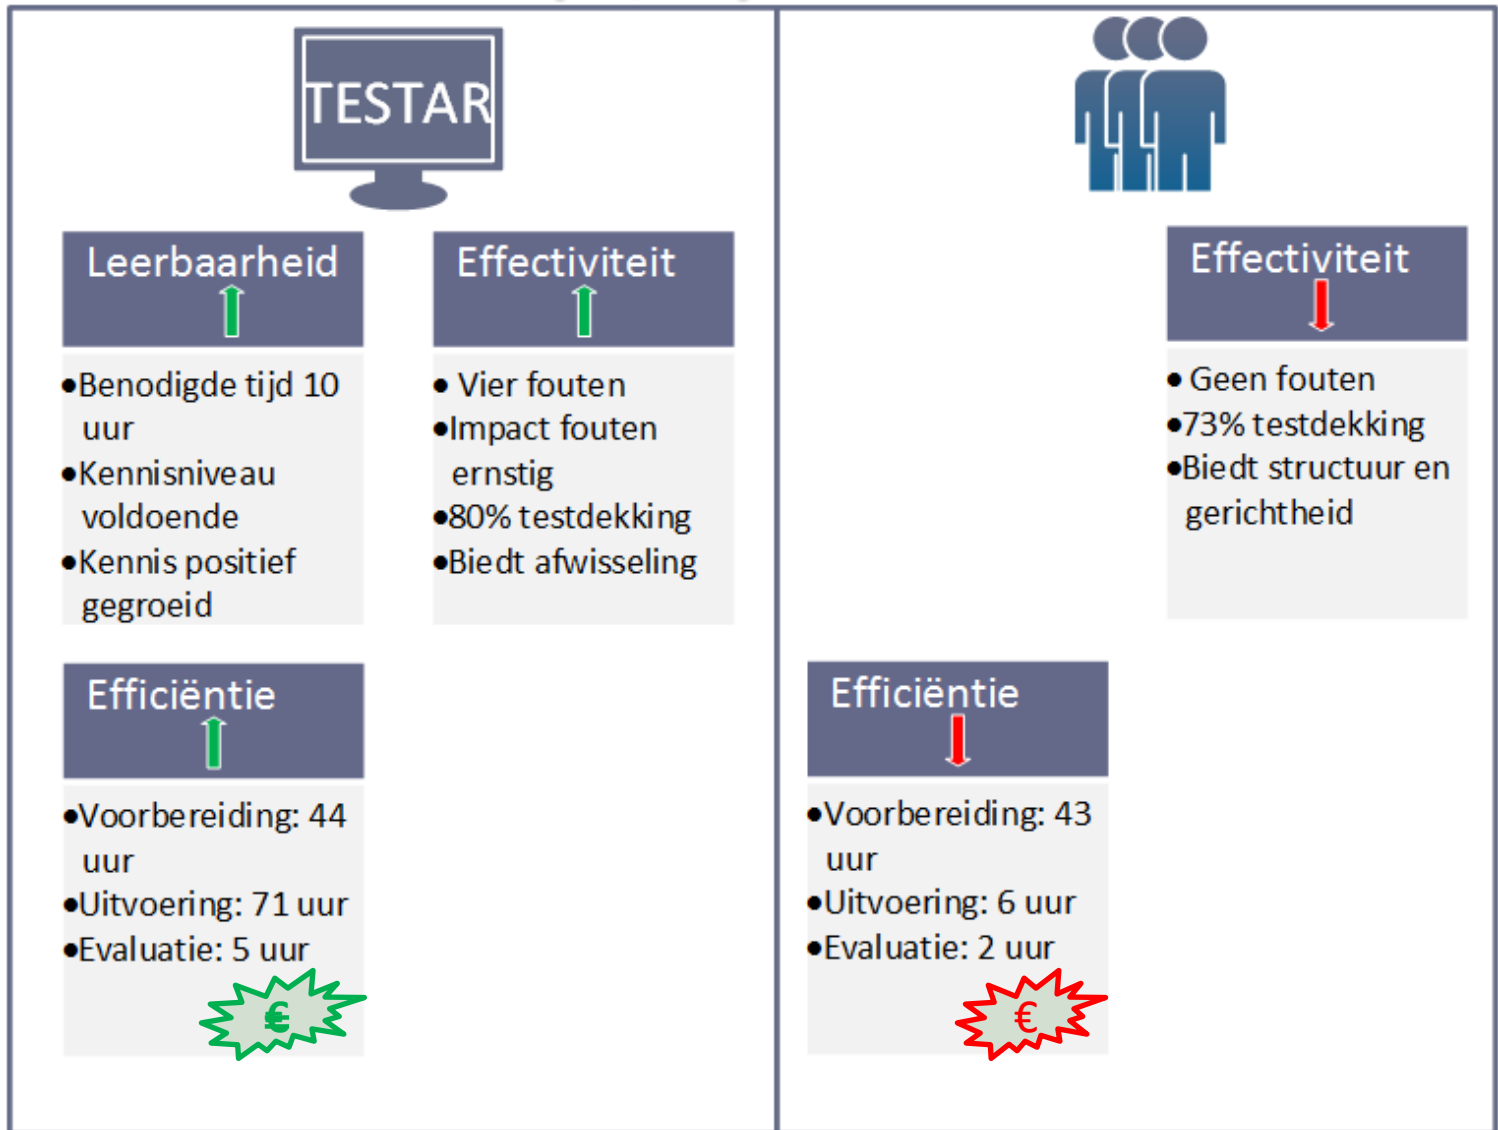 TESTAR
Leerbaarheid
•Benodigde tijd 10
uur
•Kennisniveau
voldoende
•Kennis positief
gegroeid
Effectiviteit
• Vier fouten
•Impact fouten
ernstig
•80% testdekking
•Biedt afwisseling
Efficiëntie
•Voorbereiding: 44
uur
•Uitvoering: 71 uur
•Evaluatie: 5 uur
€
Effectiviteit
• Geen fouten
•73% testdekking
•Biedt structuur en
gerichtheid
Efficiëntie
•Voorbereiding: 43
uur
•Uitvoering: 6 uur
•Evaluatie: 2 uur
€